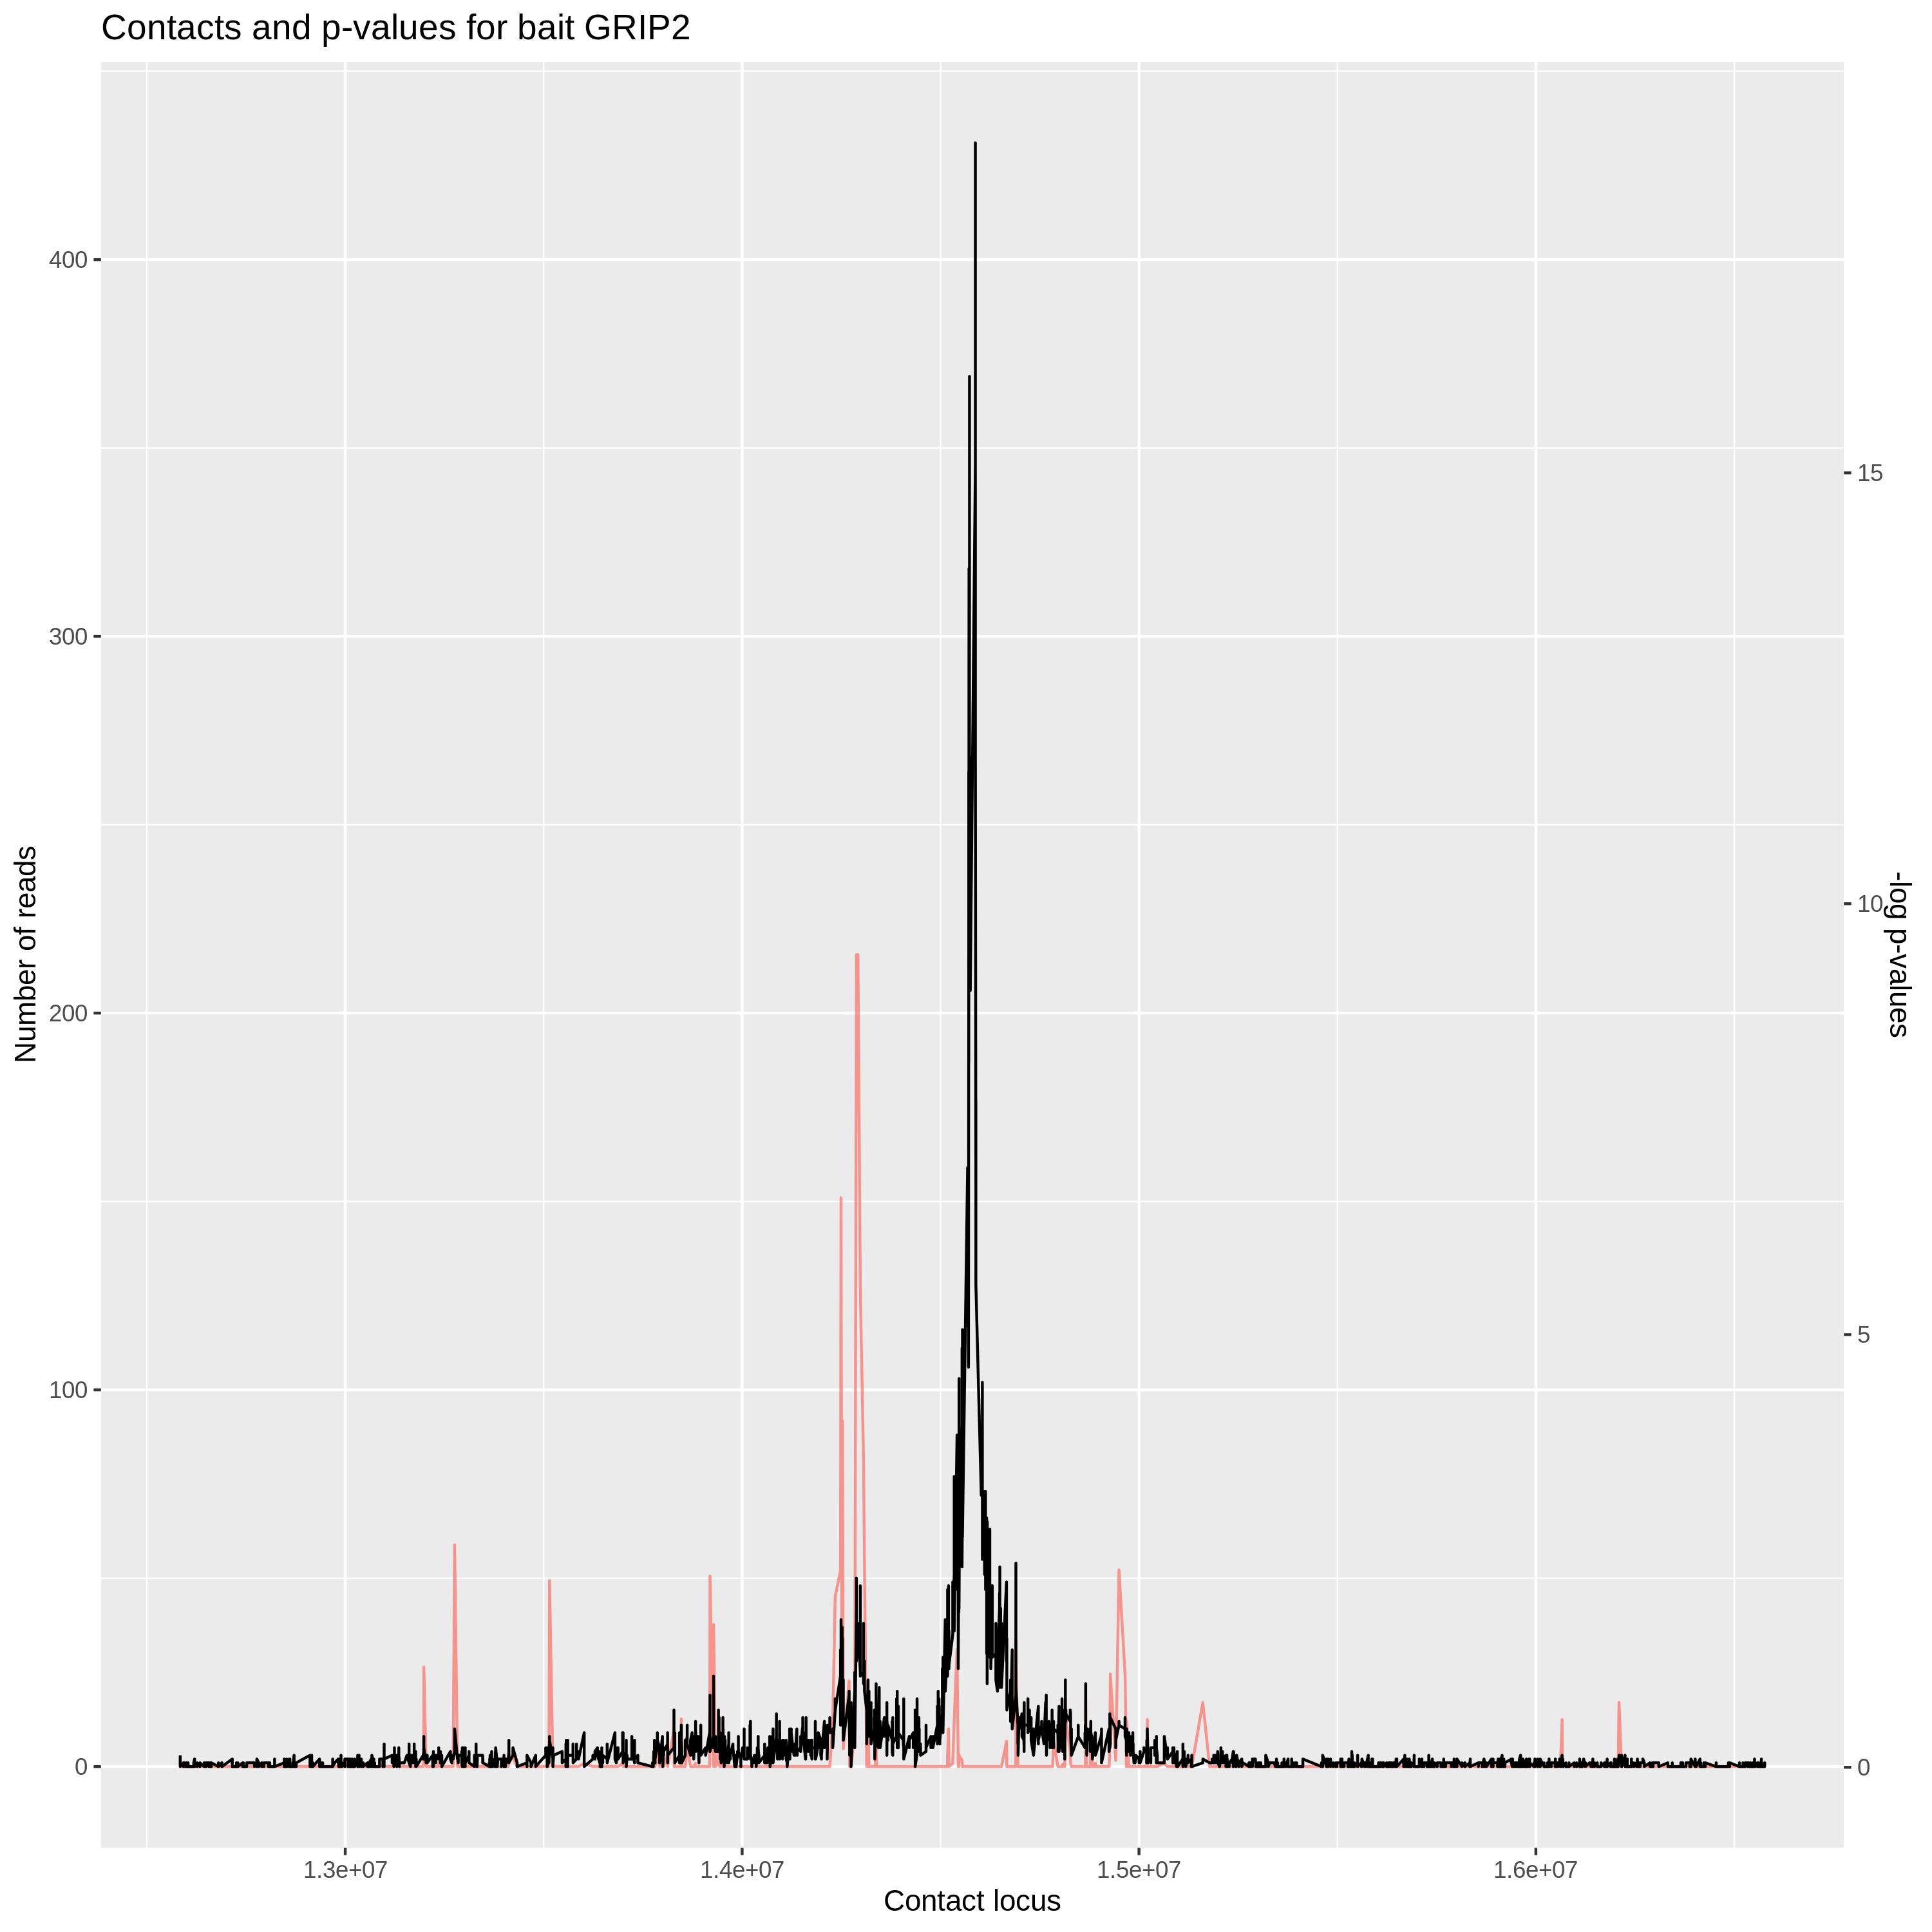 Contacts and p-values for bait GRIP2
400
300
200
100
0
Number of reads
15
10
5
0
-log p-values
1.3e+07
1.4e+07
1.5e+07
1.6e+07
Contact locus